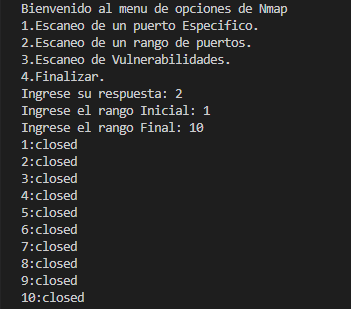 Bienvenido al menu de opciones de Nmap
1.Escaneo de un puerto Especifico.
2.Escaneo de un rango de puertos.
3.Escaneo de Vulnerabilidades.
4.Finalizar.
Ingrese su respuesta: 2
Ingrese el rango Inicial: 1
Ingrese el rango Final: 10
1:closed
2:closed
3:closed
4:closed
5:closed
6:closed
7:closed
8:closed
9:closed
10:closed